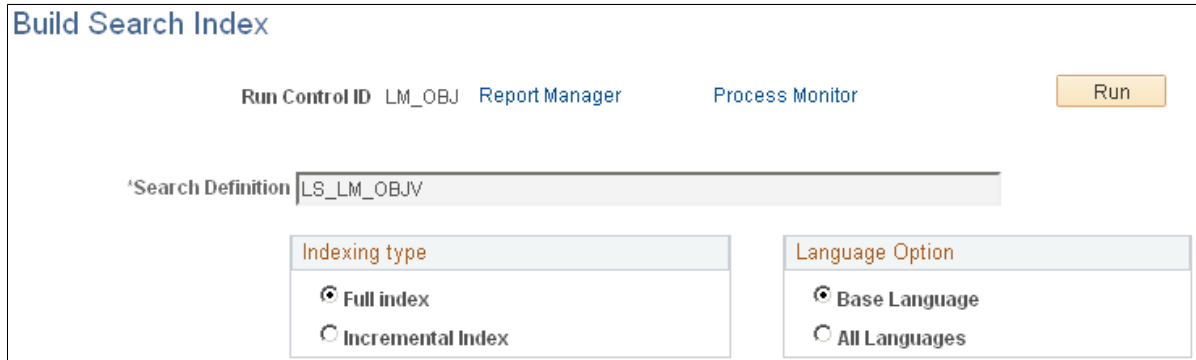 Build Search Index
Run Control ID LM_OBJ Report Manager Process Monitor Run
*Search Definition LS_LM_OBJV
Indexing type Language Option
Full index Base Language
Incremental Index All Languages